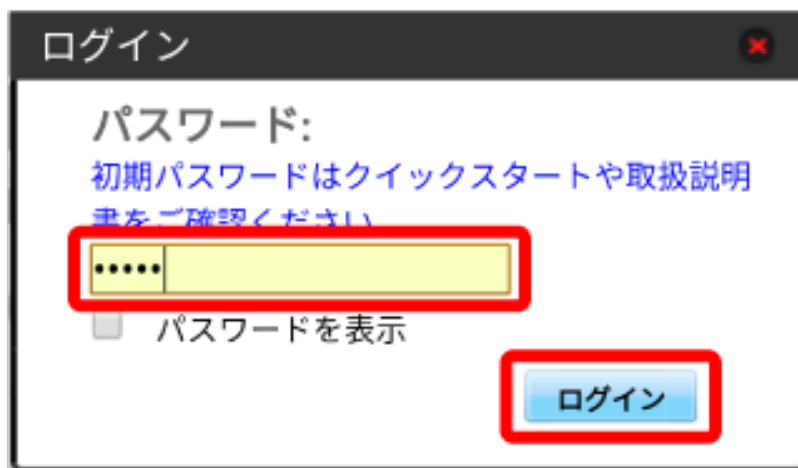 ログイン
パスワード:
初期パスワードはクイックスタートや取扱説明
書をご確認ください
•••••
パスワードを表示
ログイン